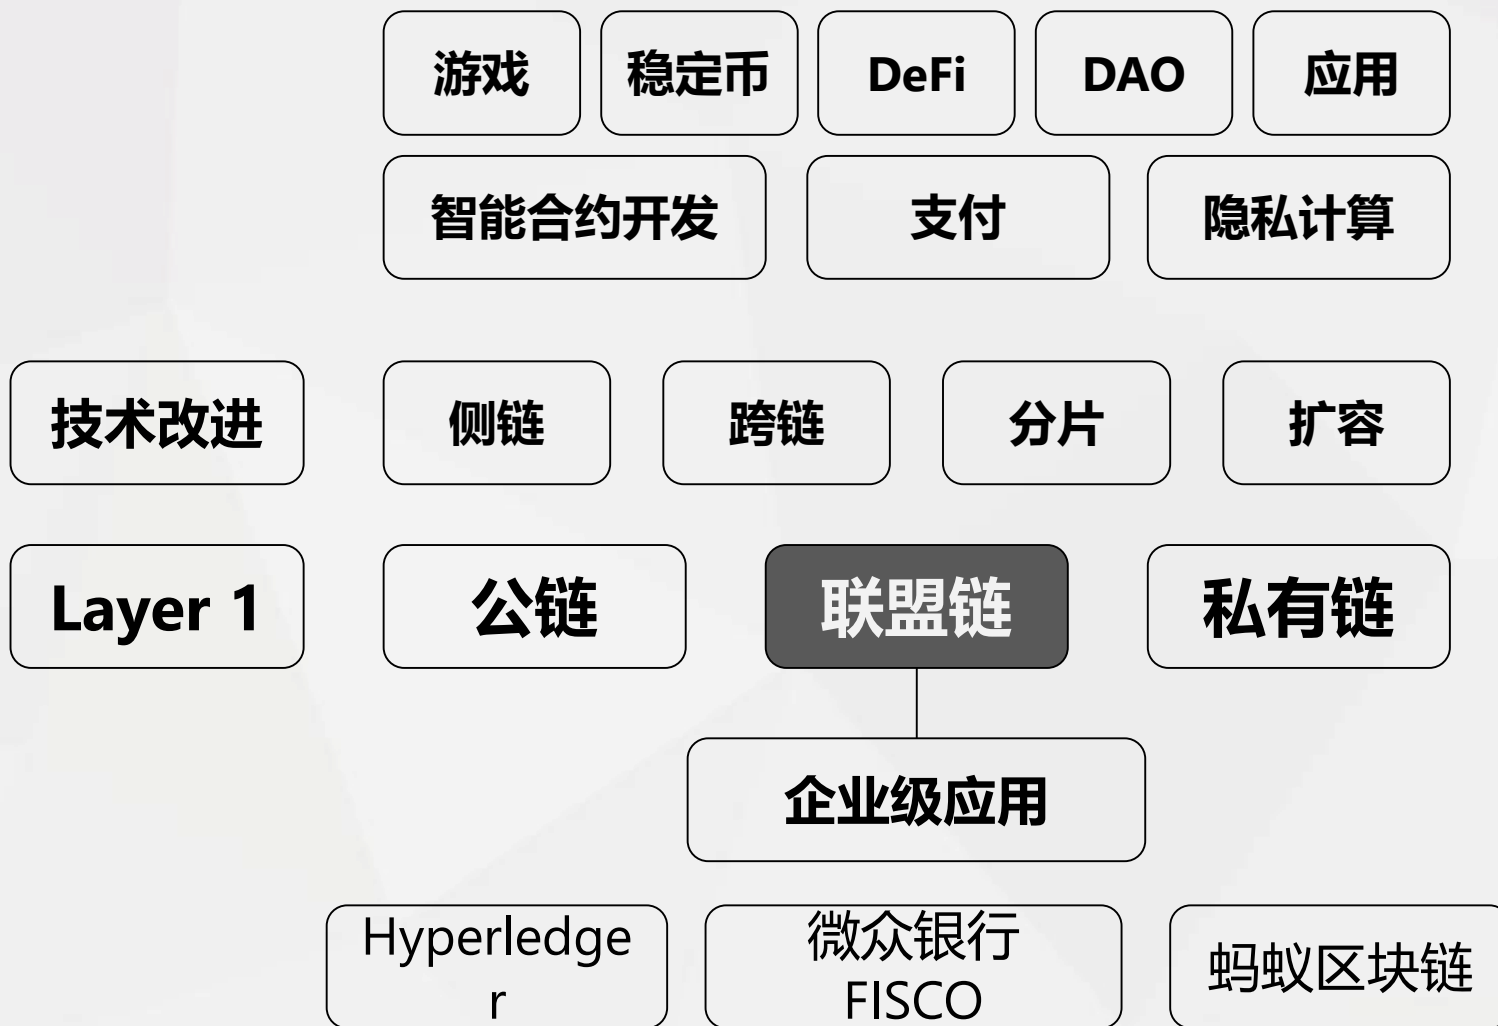 游戏
稳定币
DeFi
DAO
应用
智能合约开发
支付
隐私计算
技术改进
侧链
跨链
分片
扩容
Layer 1
公链
联盟链
私有链
企业级应用
Hyperledge
r
微众银行
FISCO
蚂蚁区块链